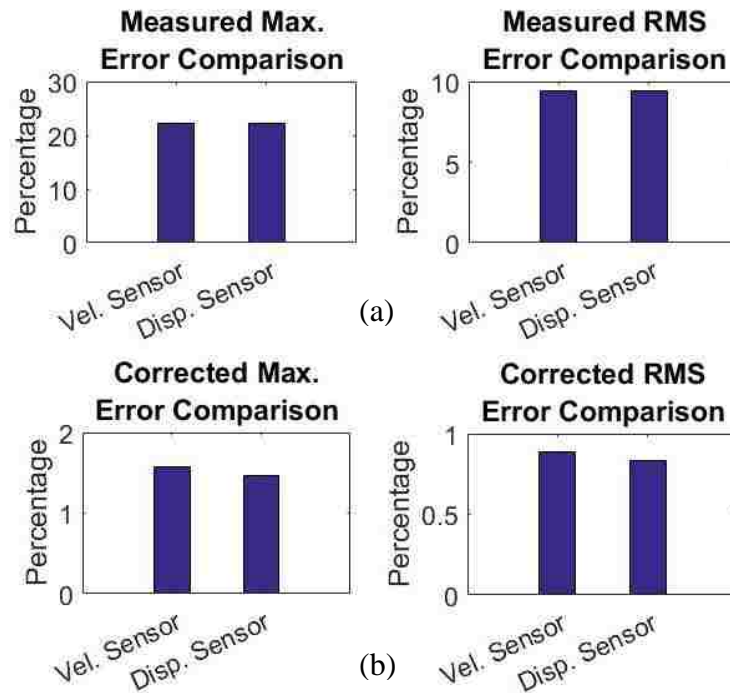 Measured Max.
Error Comparison
Percentage
30
20
10
0
Vel. Sensor
Disp. Sensor
Measured RMS
Error Comparison
Percentage
10
5
0
Vel. Sensor
Disp. Sensor
(a)
Corrected Max.
Error Comparison
Percentage
2
1
0
Vel. Sensor
Disp. Sensor
Corrected RMS
Error Comparison
Percentage
1
0.5
0
Vel. Sensor
Disp. Sensor
(b)